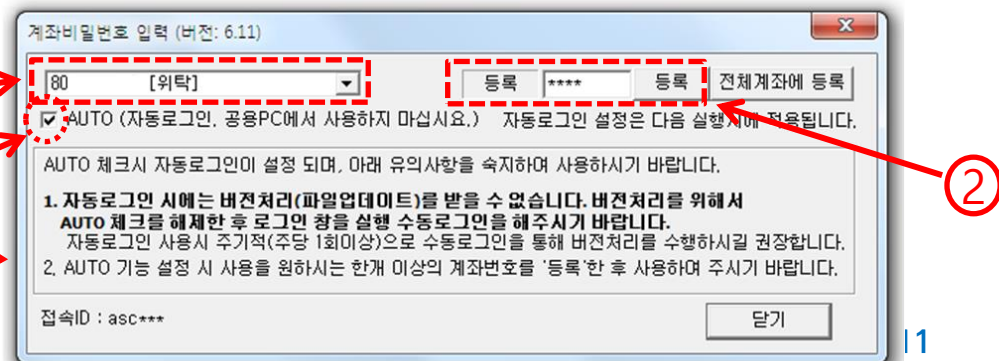 계좌비밀번호 입력 (버전: 6.11)
80 [위탁] 등록 **** 등록 전체계좌에 등록
AUTO (자동로그인, 공용PC에서 사용하지 마십시요.) 자동로그인 설정은 다음 실행시에 적용됩니다.
AUTO 체크시 자동로그인이 설정 되며, 아래 유의사항을 숙지하여 사용하시기 바랍니다.
②
1. 자동로그인 시에는 버전처리(파일업데이트)를 받을 수 없습니다. 버전처리를 위해서
AUTO 체크를 해제한 후 로그인 창을 실행 수동로그인을 해주시기 바랍니다.
자동로그인 사용시 주기적(주당 1회이상)으로 수동로그인을 통해 버전처리를 수행하시길 권장합니다.
2. AUTO 기능 설정 시 사용을 원하시는 한개 이상의 계좌번호를 '등록'한 후 사용하여 주시기 바랍니다.
접속ID : asc*** 닫기
11